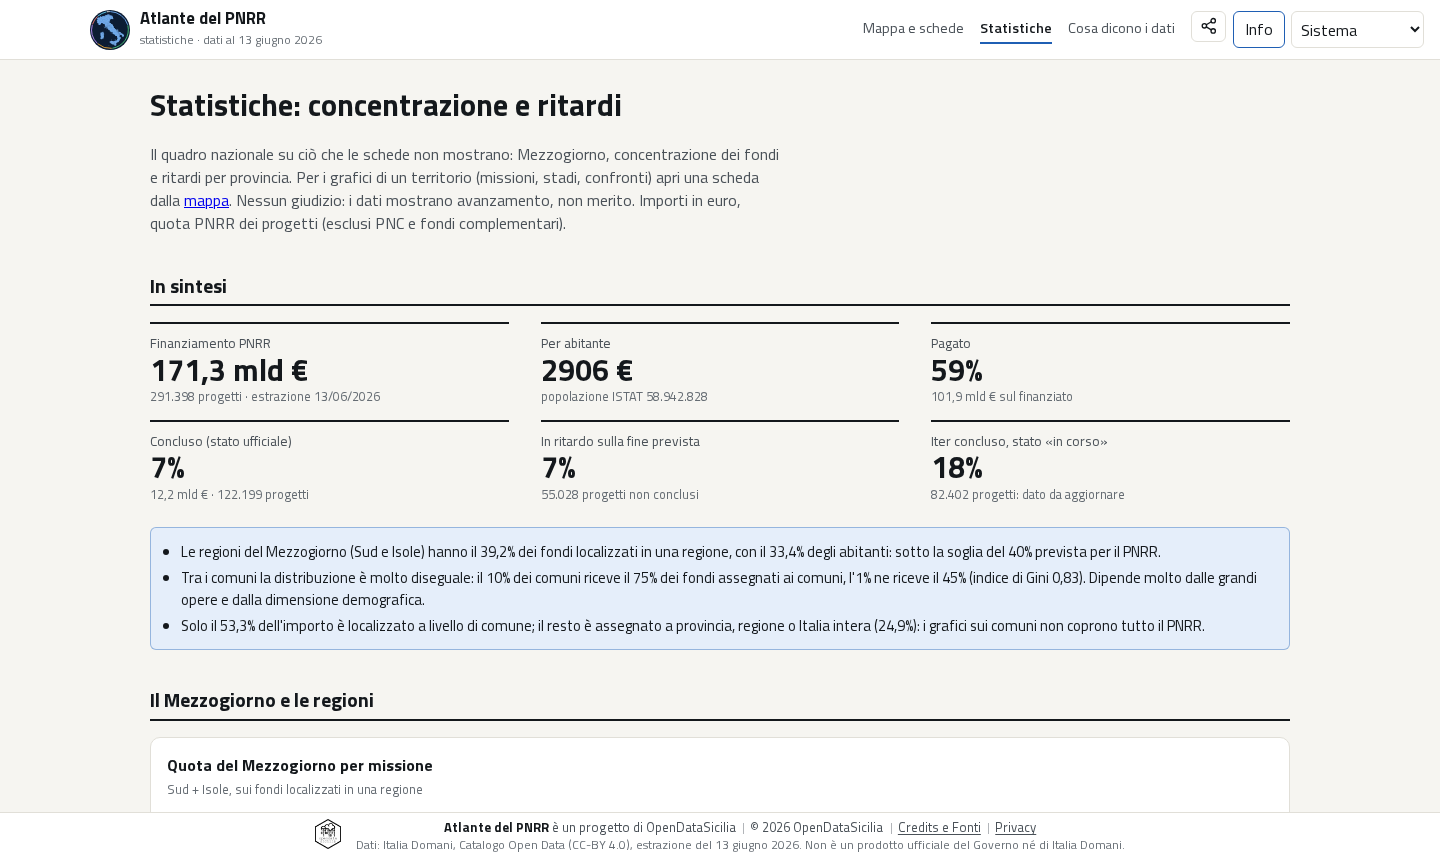 Atlante del PNRR
statistiche · dati al 13 giugno 2026
Mappa e schede
Statistiche
Cosa dicono i dati
Info
Sistema
Statistiche: concentrazione e ritardi
Il quadro nazionale su ciò che le schede non mostrano: Mezzogiorno, concentrazione dei fondi
e ritardi per provincia. Per i grafici di un territorio (missioni, stadi, confronti) apri una scheda
dalla mappa. Nessun giudizio: i dati mostrano avanzamento, non merito. Importi in euro,
quota PNRR dei progetti (esclusi PNC e fondi complementari).
In sintesi
Finanziamento PNRR
171,3 mld €
291.398 progetti · estrazione 13/06/2026
Per abitante
2906 €
popolazione ISTAT 58.942.828
Pagato
59%
101,9 mld € sul finanziato
Concluso (stato ufficiale)
7%
12,2 mld € · 122.199 progetti
In ritardo sulla fine prevista
7%
55.028 progetti non conclusi
Iter concluso, stato «in corso»
18%
82.402 progetti: dato da aggiornare
Le regioni del Mezzogiorno (Sud e Isole) hanno il 39,2% dei fondi localizzati in una regione, con il 33,4% degli abitanti: sotto la soglia del 40% prevista per il PNRR.
Tra i comuni la distribuzione è molto diseguale: il 10% dei comuni riceve il 75% dei fondi assegnati ai comuni, l'1% ne riceve il 45% (indice di Gini 0,83). Dipende molto dalle grandi
opere e dalla dimensione demografica.
Solo il 53,3% dell'importo è localizzato a livello di comune; il resto è assegnato a provincia, regione o Italia intera (24,9%): i grafici sui comuni non coprono tutto il PNRR.
Il Mezzogiorno e le regioni
Quota del Mezzogiorno per missione
Sud + Isole, sui fondi localizzati in una regione
Atlante del PNRR è un progetto di OpenDataSicilia | © 2026 OpenDataSicilia | Credits e Fonti | Privacy
Dati: Italia Domani, Catalogo Open Data (CC-BY 4.0), estrazione del 13 giugno 2026. Non è un prodotto ufficiale del Governo né di Italia Domani.